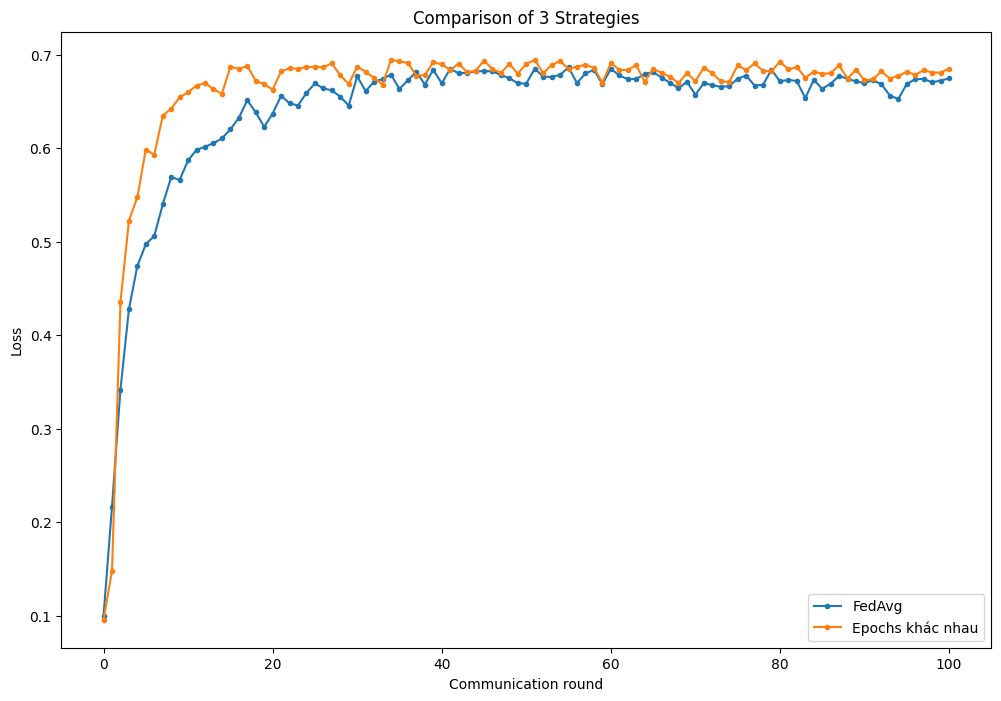 Comparison of 3 Strategies
0.7
0.6
0.5
0.4
0.3
0.2
0.1
Loss
0 20 40 60 80 100
Communication round
FedAvg
Epochs khác nhau